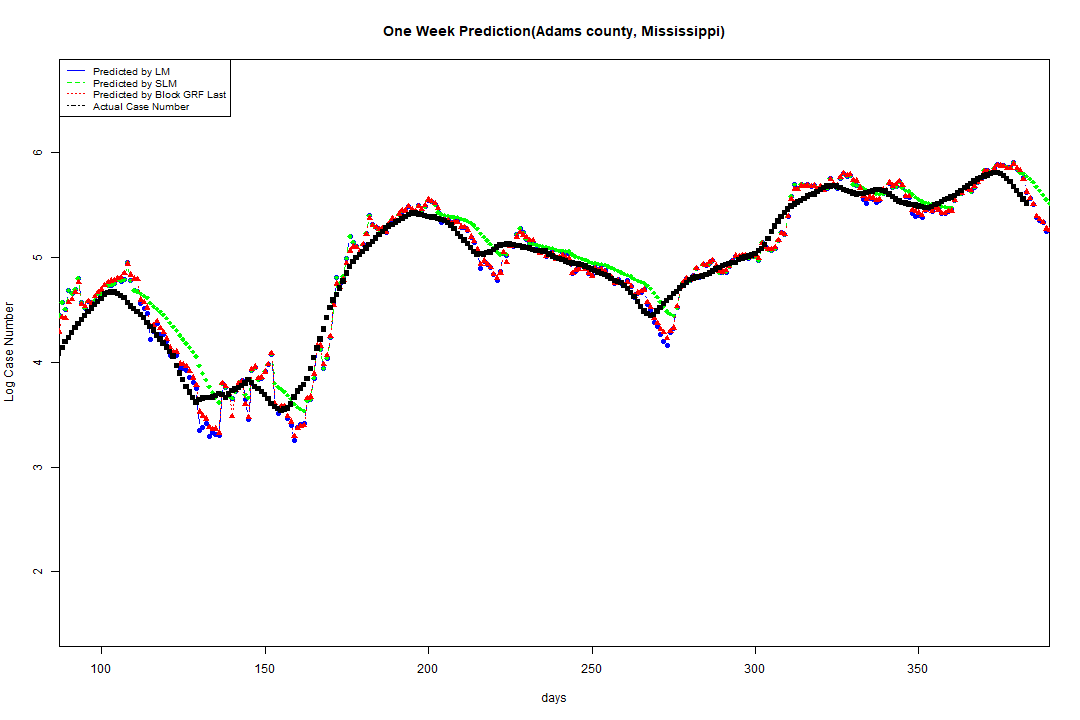 One Week Prediction(Adams county, Mississippi)
Predicted by LM
Predicted by SLM
Predicted by Block GRF Last
Actual Case Number
6
5
4
3
2
Log Case Number
100 150 200 250 300 350
days